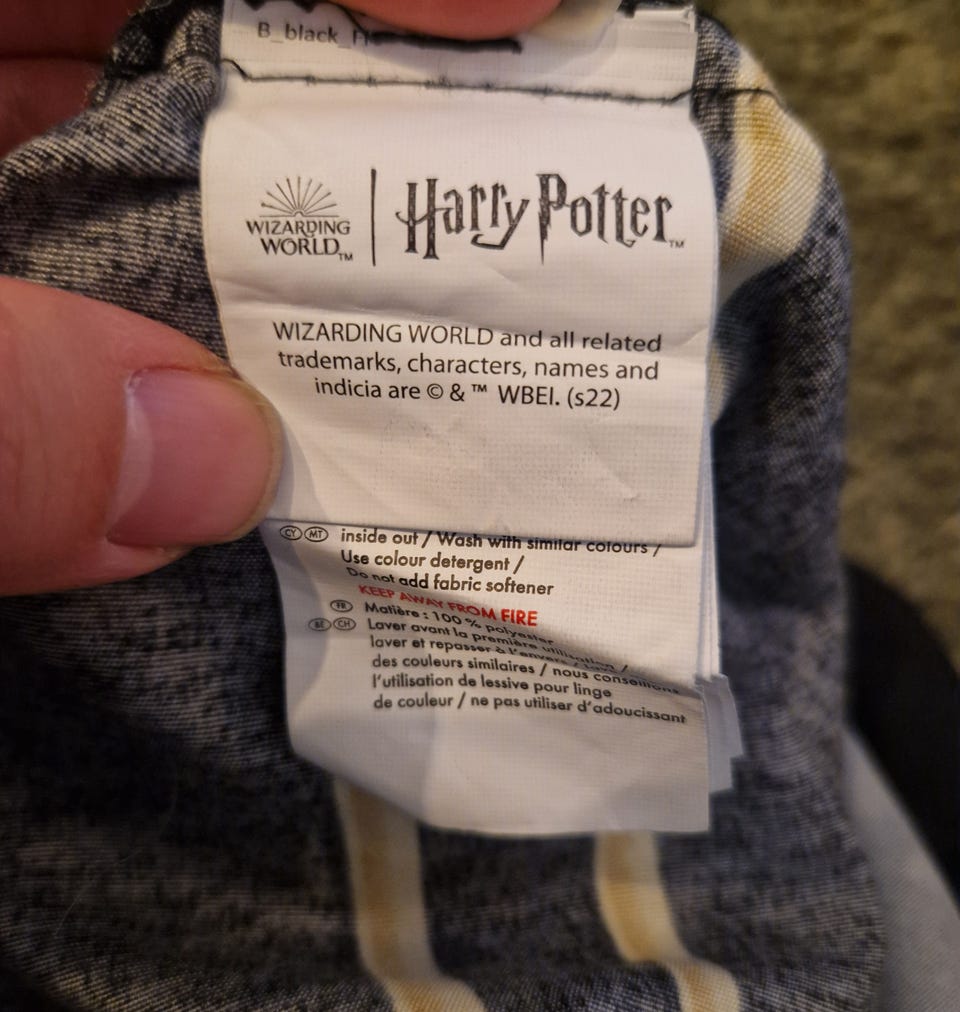 B_black_
WIZARDING
WORLD™
Harry Potter™
WIZARDING WORLD and all related
trademarks, characters, names and
indicia are © & ™ WBEI. (s22)
CY MT inside out / Wash with similar colours /
Use colour detergent /
Do not add fabric softener
KEEP AWAY FROM FIRE
FR Matière : 100 % polyester
BE CH Laver avant la première utilisation /
laver et repasser à l'envers /
des couleurs similaires / nous conseillons
l'utilisation de lessive pour linge
de couleur / ne pas utiliser d'adoucissant